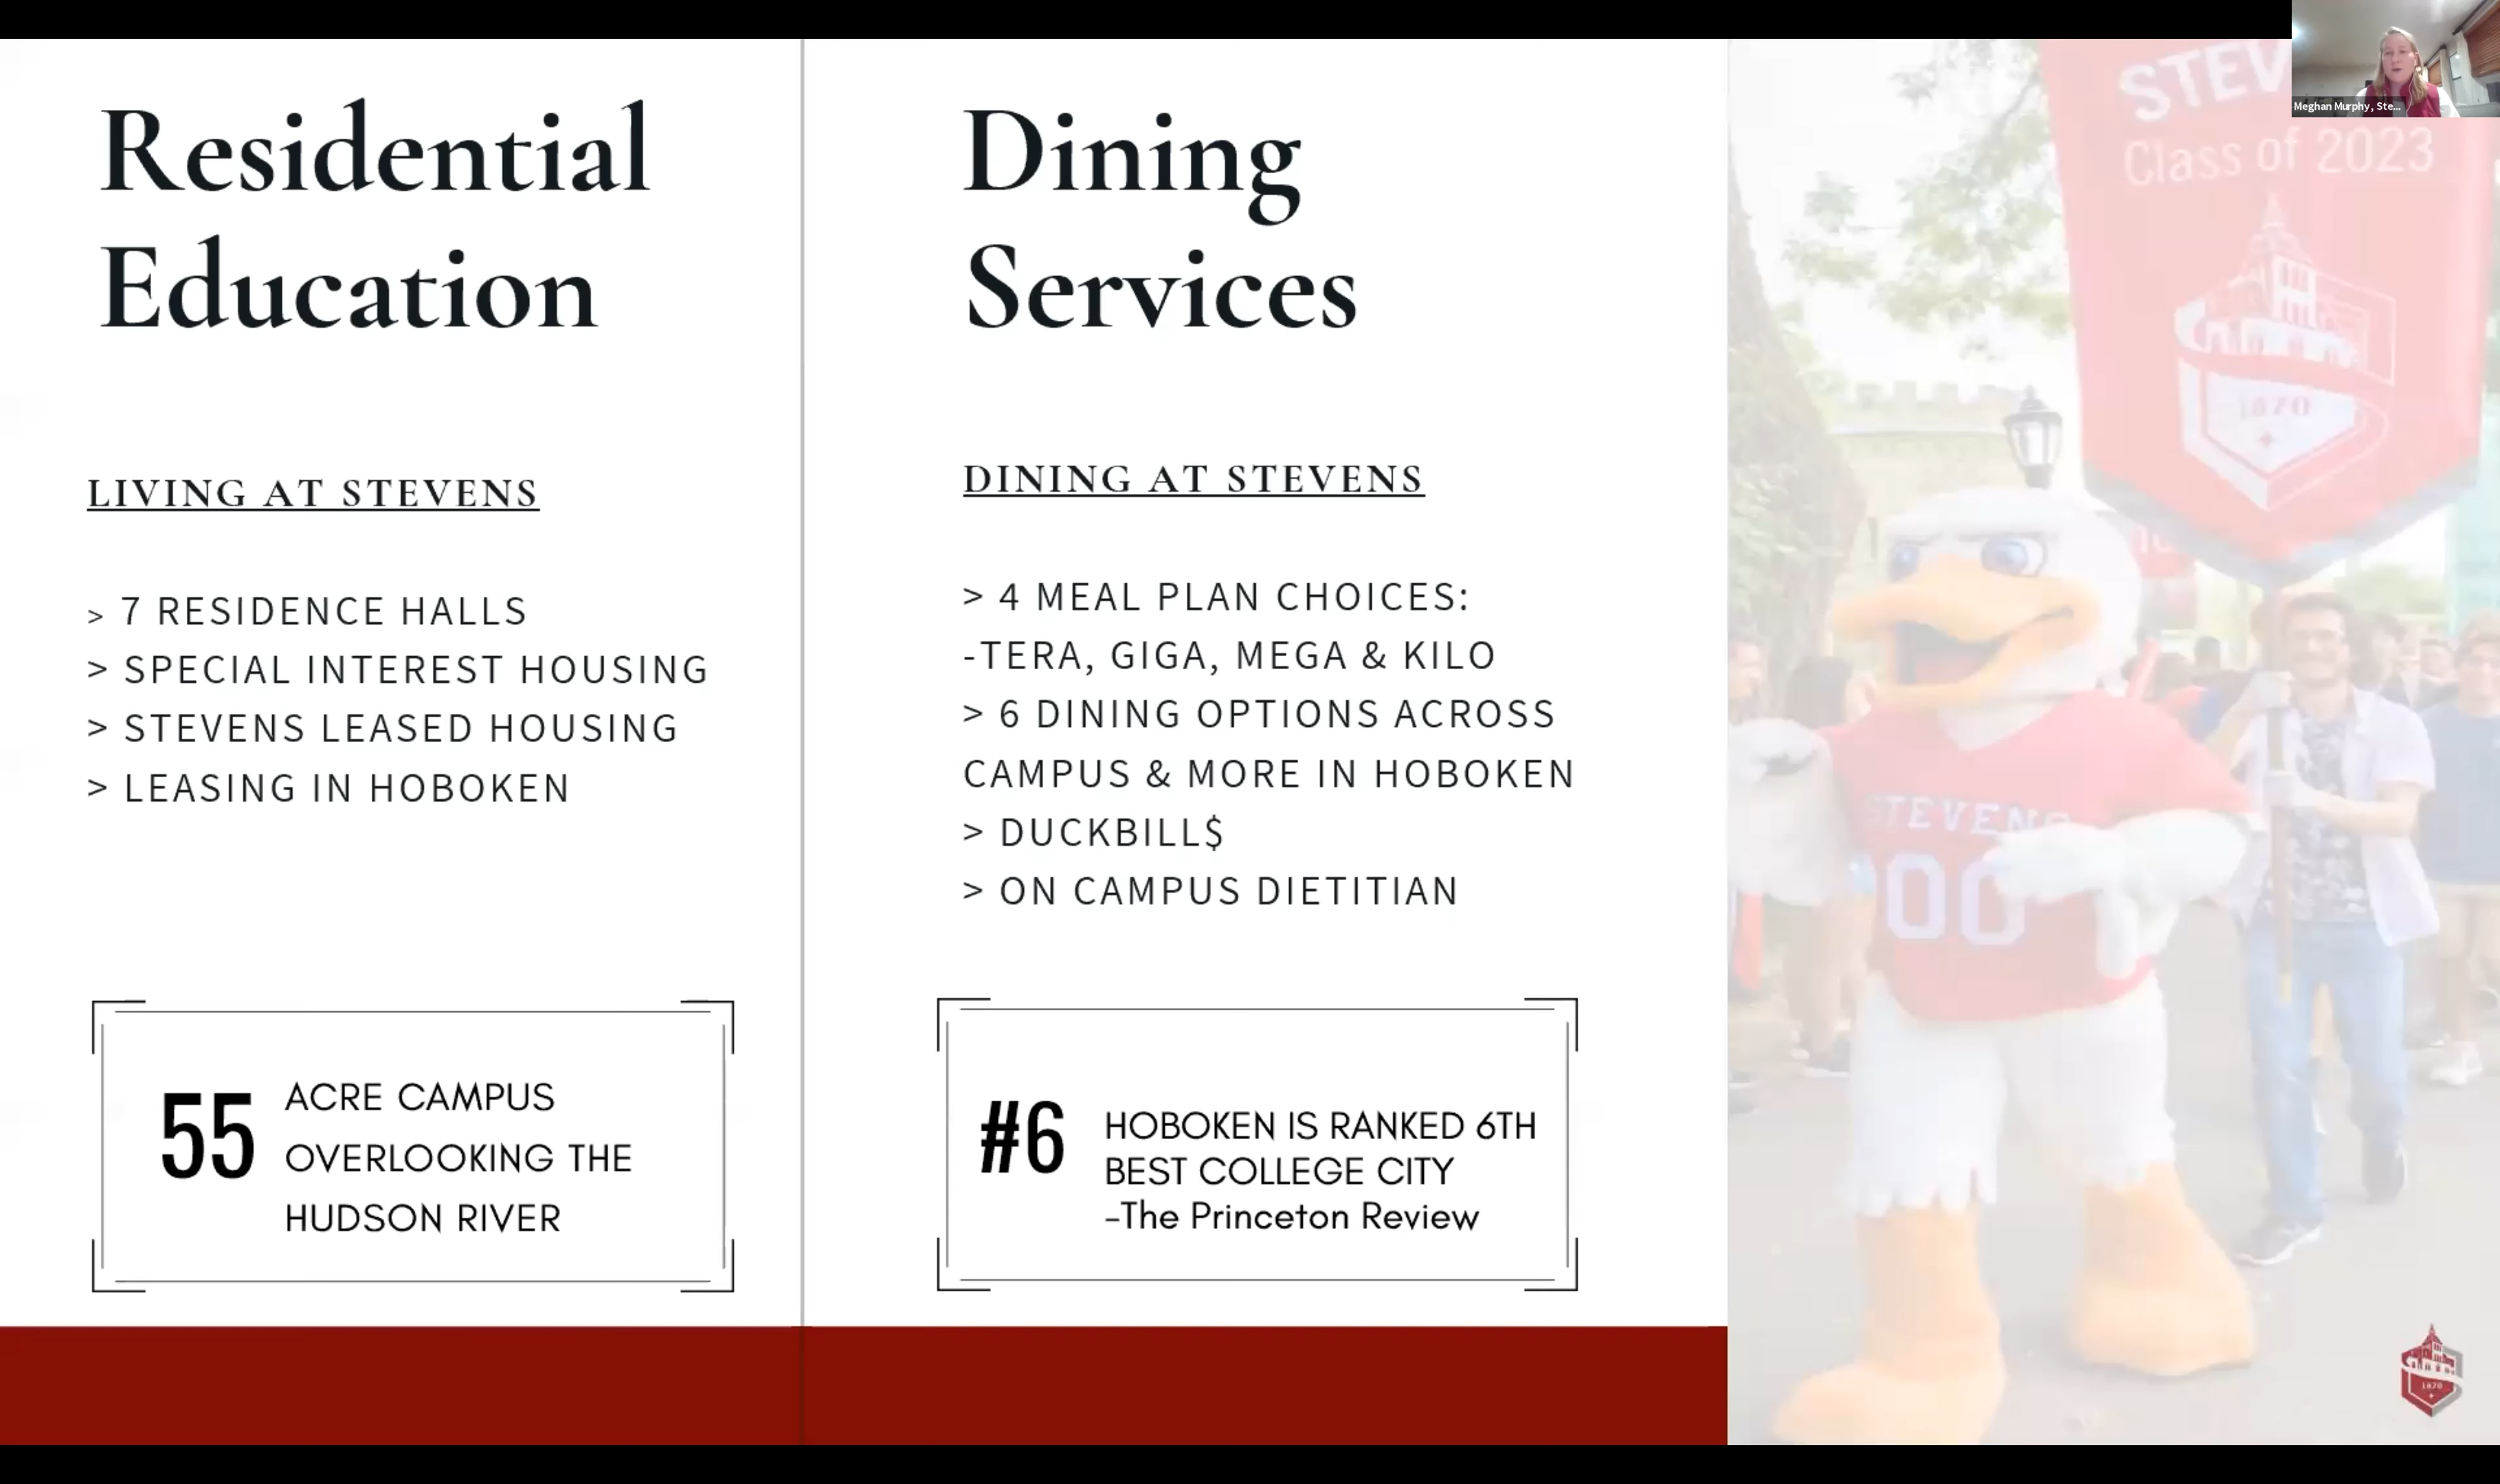 Residential
Education
LIVING AT STEVENS
> 7 RESIDENCE HALLS
> SPECIAL INTEREST HOUSING
> STEVENS LEASED HOUSING
> LEASING IN HOBOKEN
55
ACRE CAMPUS
OVERLOOKING THE
HUDSON RIVER
Dining
Services
DINING AT STEVENS
> 4 MEAL PLAN CHOICES:
-TERA, GIGA, MEGA & KILO
> 6 DINING OPTIONS ACROSS
CAMPUS & MORE IN HOBOKEN
> DUCKBILL$
> ON CAMPUS DIETITIAN
#6
HOBOKEN IS RANKED 6TH
BEST COLLEGE CITY
-The Princeton Review
Meghan Murphy, Ste...
STEV
Class of 2023
1870
STEVENS
00
1870